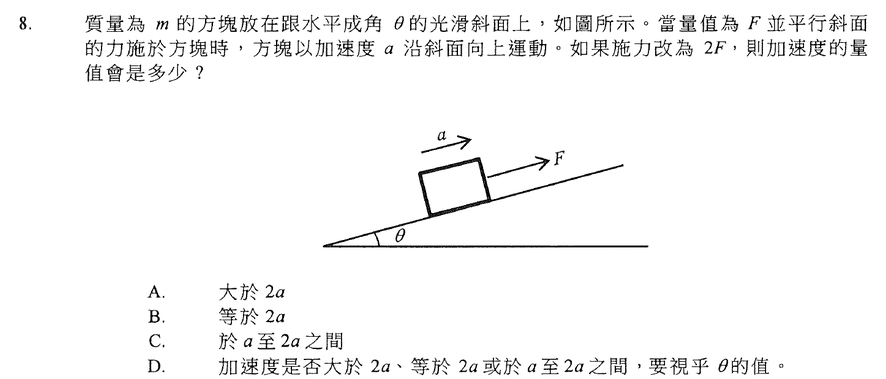 8. 質量為 m 的方塊放在跟水平成角 θ 的光滑斜面上，如圖所示。當量值為 F 並平行斜面
的力施於方塊時，方塊以加速度 a 沿斜面向上運動。如果施力改為 2F，則加速度的量
值會是多少？
a
F
θ
A. 大於 2a
B. 等於 2a
C. 於 a 至 2a 之間
D. 加速度是否大於 2a、等於 2a 或於 a 至 2a 之間，要視乎 θ 的值。